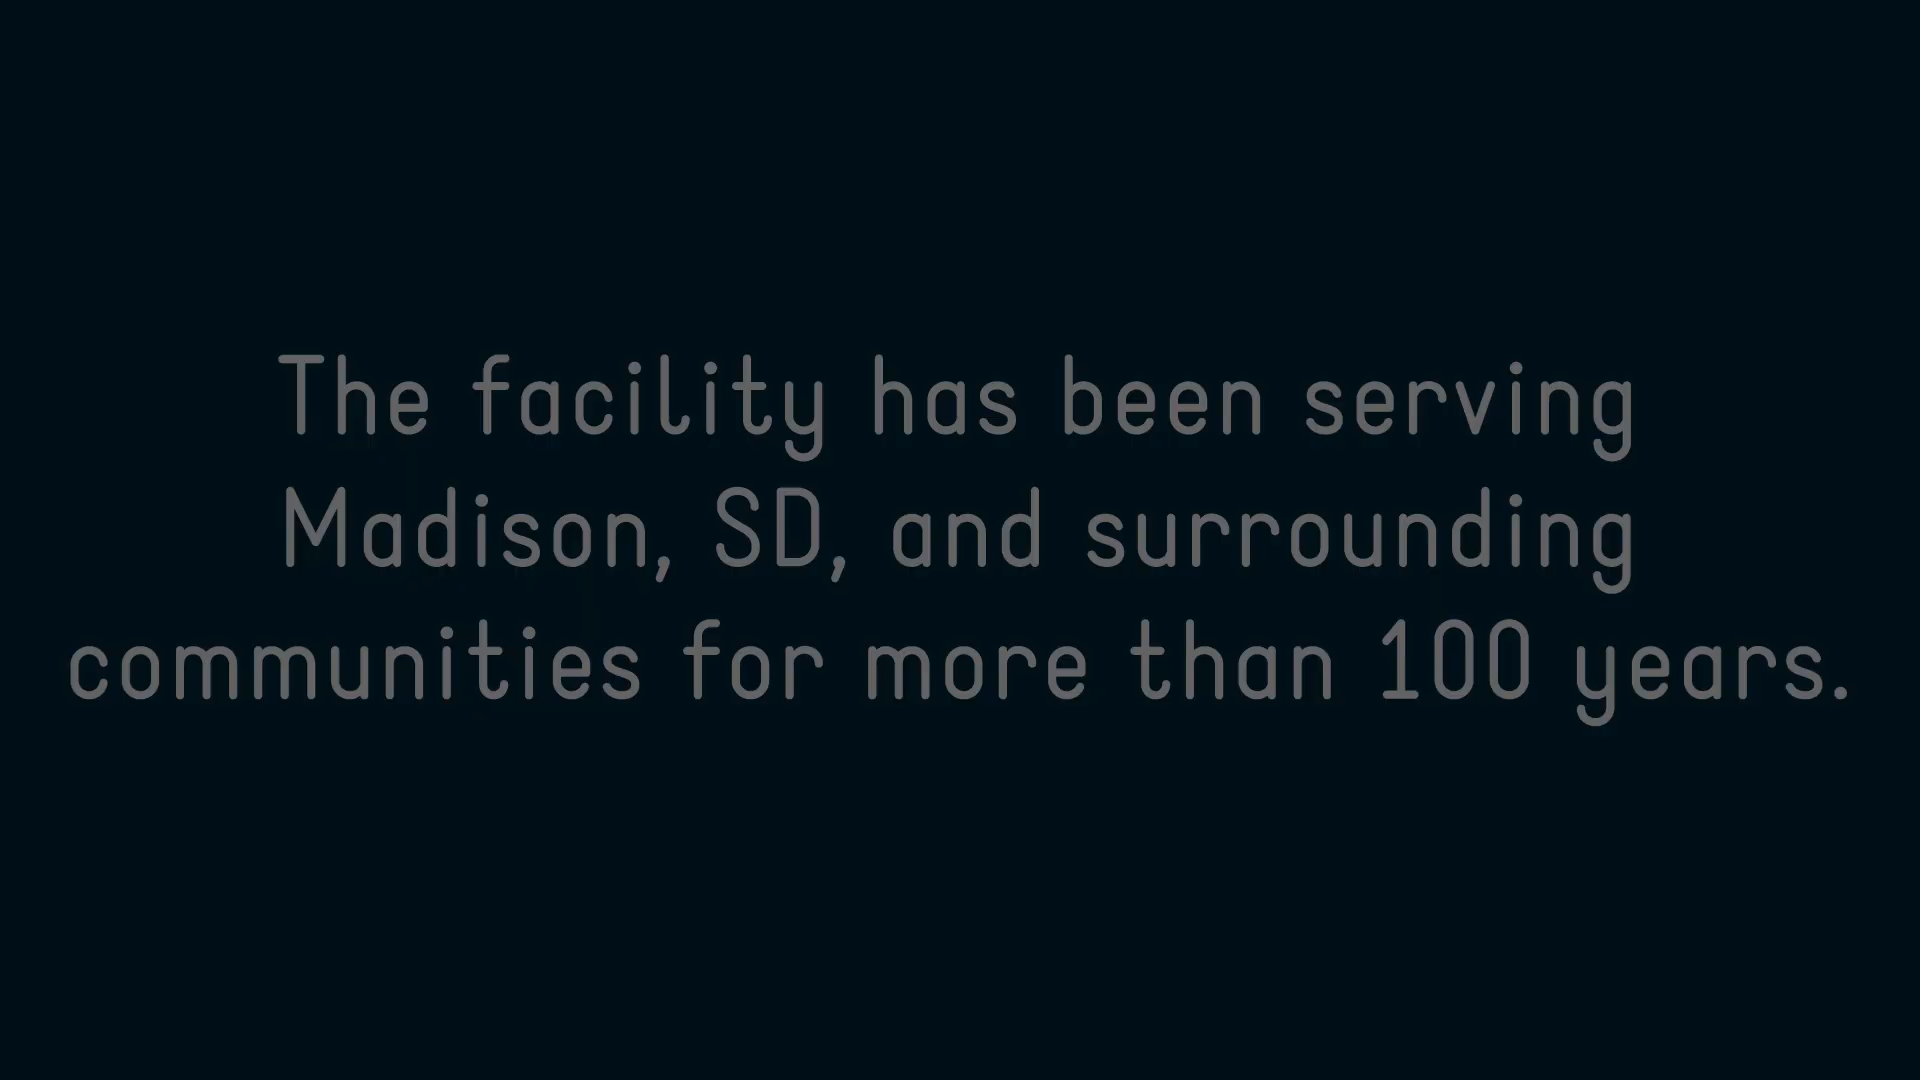 The facility has been serving
Madison, SD, and surrounding
communities for more than 100 years.